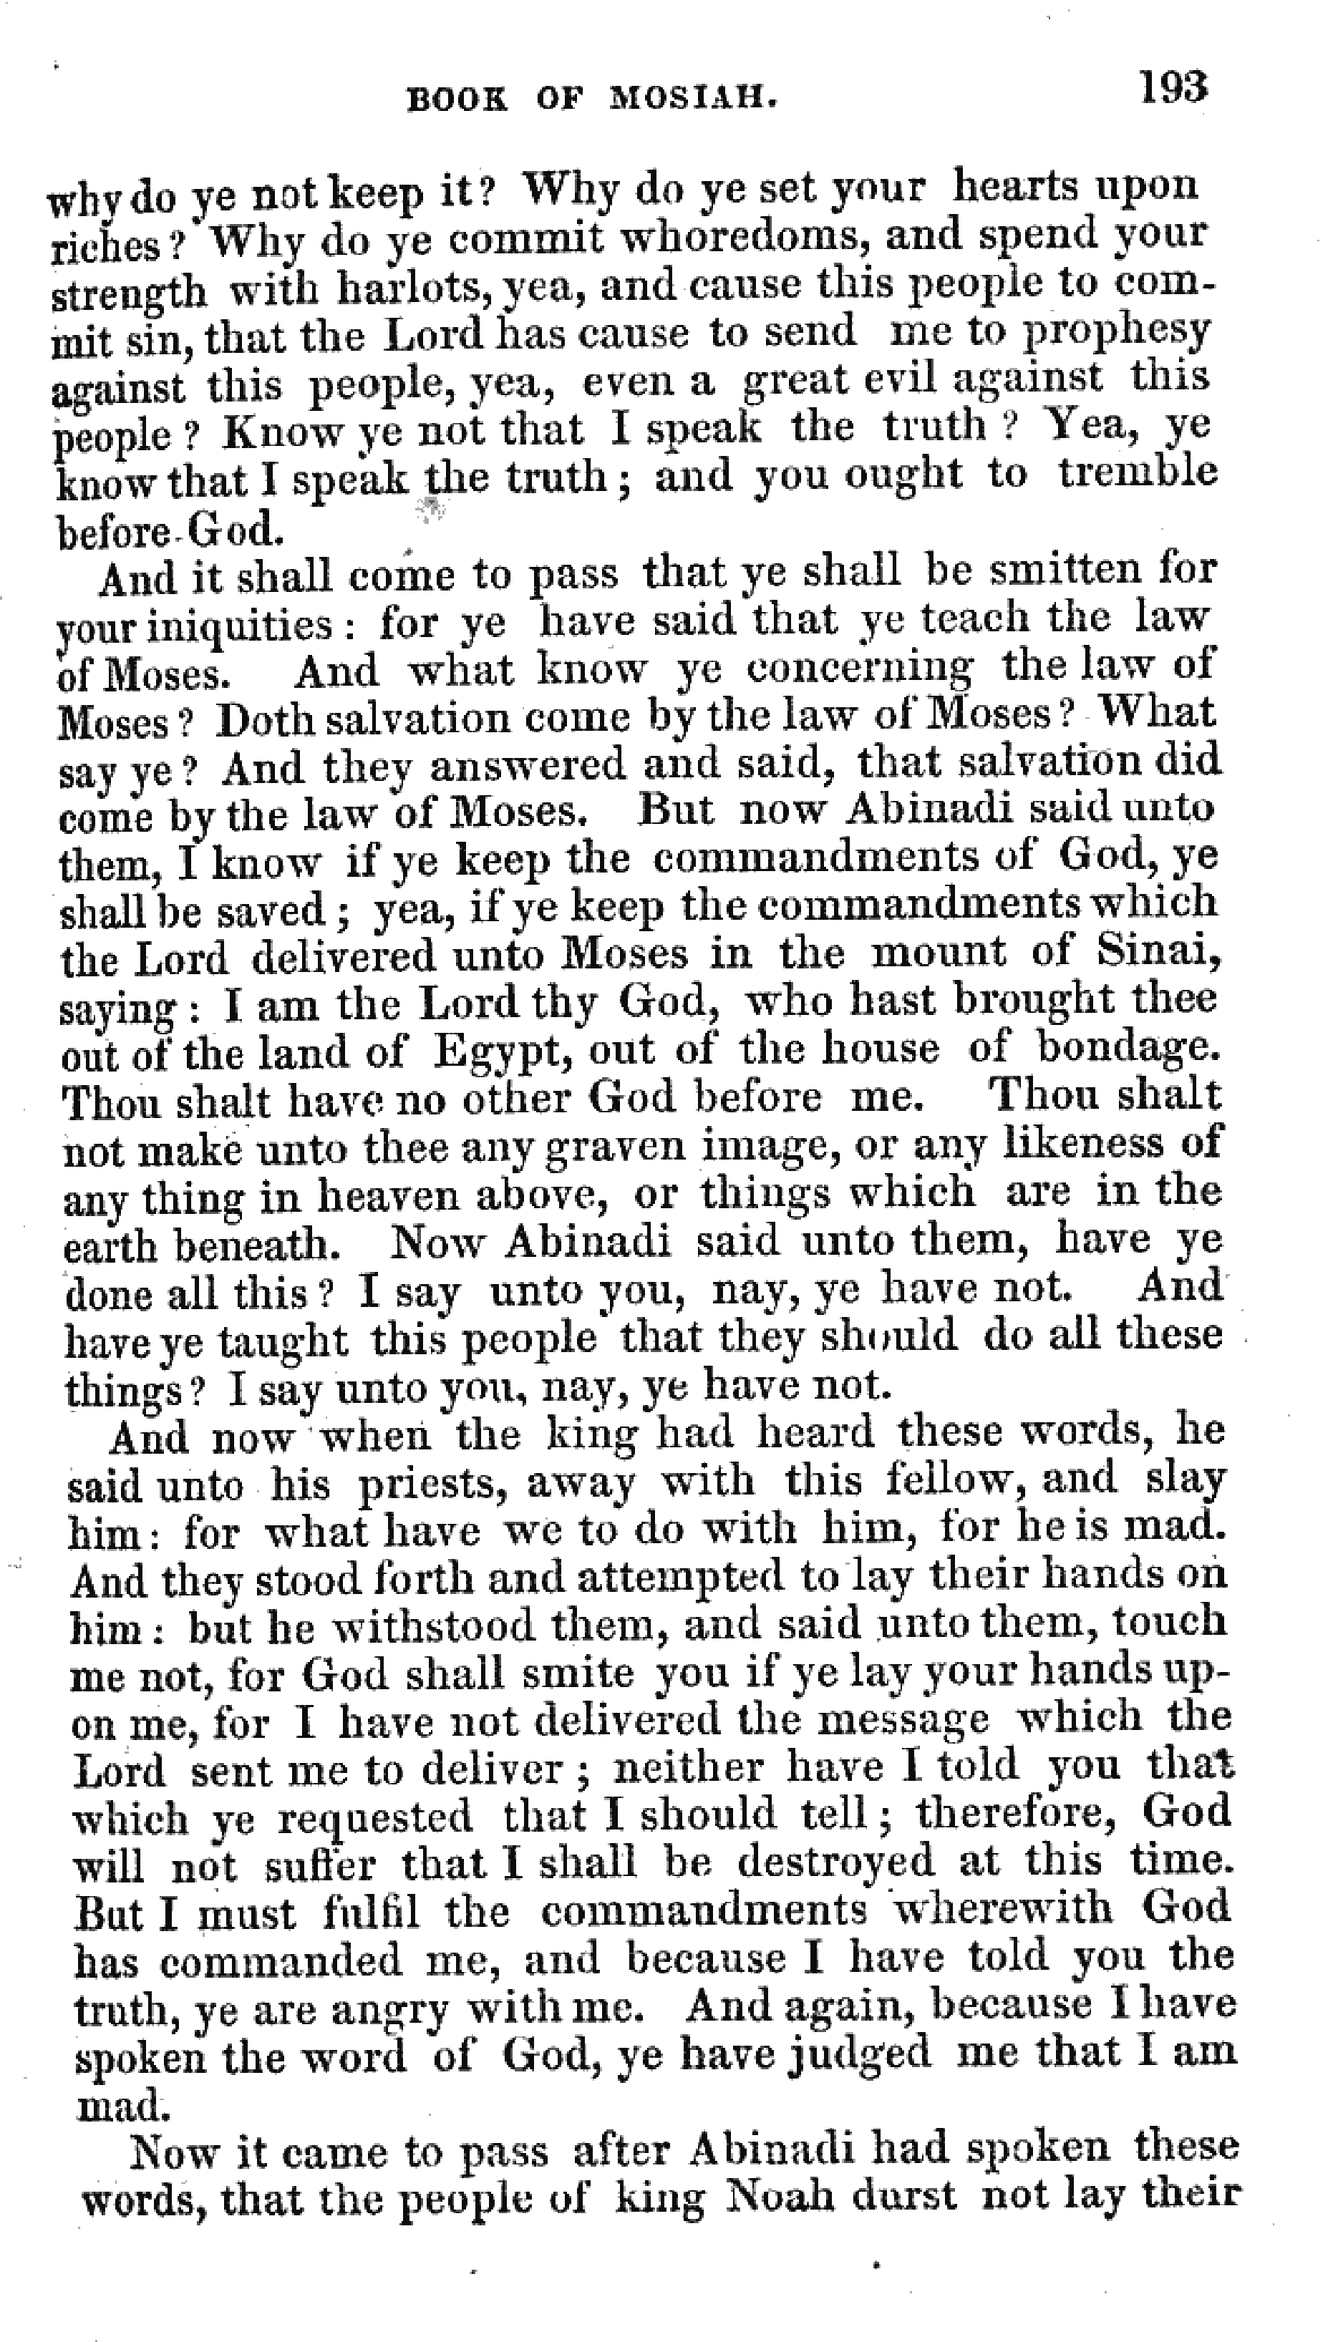 BOOK OF MOSIAH. 193
why do ye not keep it? Why do ye set your hearts upon
riches? Why do ye commit whoredoms, and spend your
strength with harlots, yea, and cause this people to com-
mit sin, that the Lord has cause to send me to prophesy
against this people, yea, even a great evil against this
people? Know ye not that I speak the truth? Yea, ye
know that I speak the truth; and you ought to tremble
before God.
And it shall come to pass that ye shall be smitten for
your iniquities: for ye have said that ye teach the law
of Moses. And what know ye concerning the law of
Moses? Doth salvation come by the law of Moses? What
say ye? And they answered and said, that salvation did
come by the law of Moses. But now Abinadi said unto
them, I know if ye keep the commandments of God, ye
shall be saved; yea, if ye keep the commandments which
the Lord delivered unto Moses in the mount of Sinai,
saying: I am the Lord thy God, who hast brought thee
out of the land of Egypt, out of the house of bondage.
Thou shalt have no other God before me. Thou shalt
not make unto thee any graven image, or any likeness of
any thing in heaven above, or things which are in the
earth beneath. Now Abinadi said unto them, have ye
done all this? I say unto you, nay, ye have not. And
have ye taught this people that they should do all these
things? I say unto you, nay, ye have not.
And now when the king had heard these words, he
said unto his priests, away with this fellow, and slay
him: for what have we to do with him, for he is mad.
And they stood forth and attempted to lay their hands on
him: but he withstood them, and said unto them, touch
me not, for God shall smite you if ye lay your hands up-
on me, for I have not delivered the message which the
Lord sent me to deliver; neither have I told you that
which ye requested that I should tell; therefore, God
will not suffer that I shall be destroyed at this time.
But I must fulfil the commandments wherewith God
has commanded me, and because I have told you the
truth, ye are angry with me. And again, because I have
spoken the word of God, ye have judged me that I am
mad.
Now it came to pass after Abinadi had spoken these
words, that the people of king Noah durst not lay their